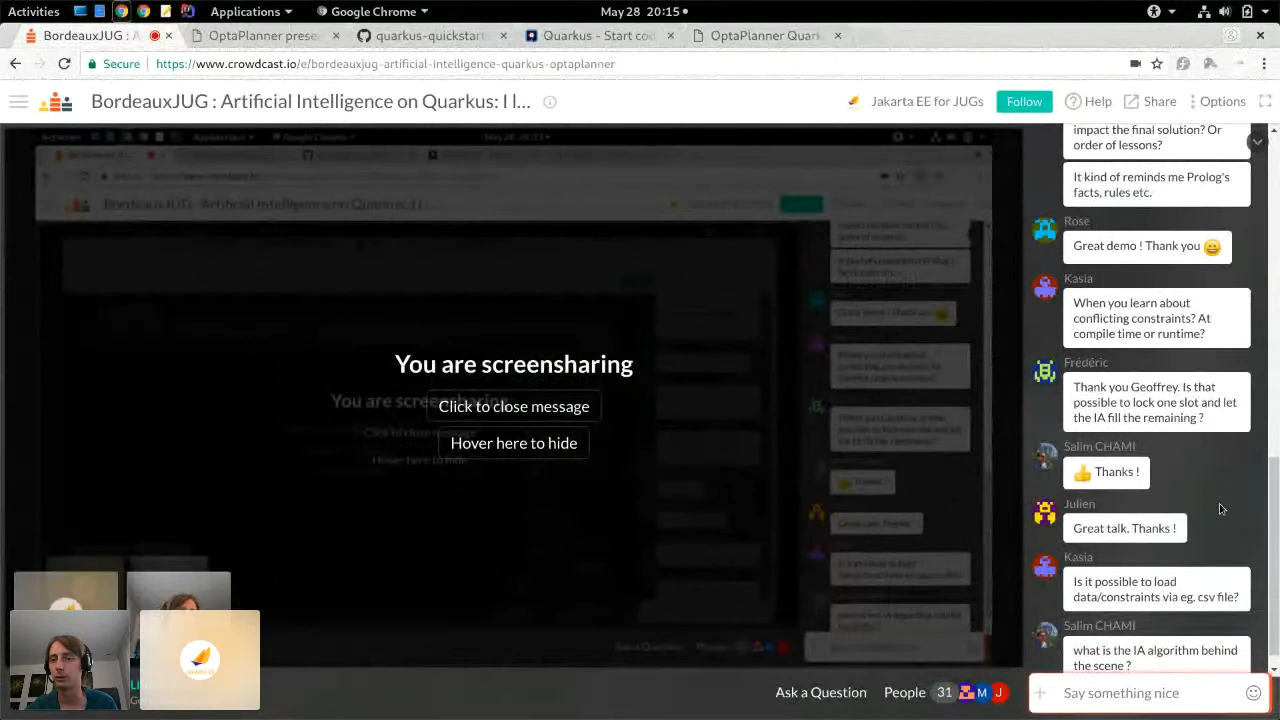 Activities
Applications
Google Chrome
May 28 20:15
BordeauxJUG : A
OptaPlanner prese
quarkus-quickstart
Quarkus - Start co
OptaPlanner Quar
Secure
https://www.crowdcast.io/e/bordeauxjug-artificial-intelligence-quarkus-optaplanner
BordeauxJUG : Artificial Intelligence on Quarkus: I l...
Jakarta EE for JUGs
Follow
Help
Share
Options
You are screensharing
Click to close message
Hover here to hide
impact the final solution? Or
order of lessons?
It kind of reminds me Prolog's
facts, rules etc.
Rose
Great demo ! Thank you 😀
Kasia
When you learn about
conflicting constraints? At
compile time or runtime?
Frédéric
Thank you Geoffrey. Is that
possible to lock one slot and let
the IA fill the remaining ?
Salim CHAMI
👍 Thanks !
Julien
Great talk. Thanks !
Kasia
Is it possible to load
data/constraints via eg. csv file?
Salim CHAMI
what is the IA algorithm behind
the scene ?
Ask a Question
People
31
M
J
Say something nice